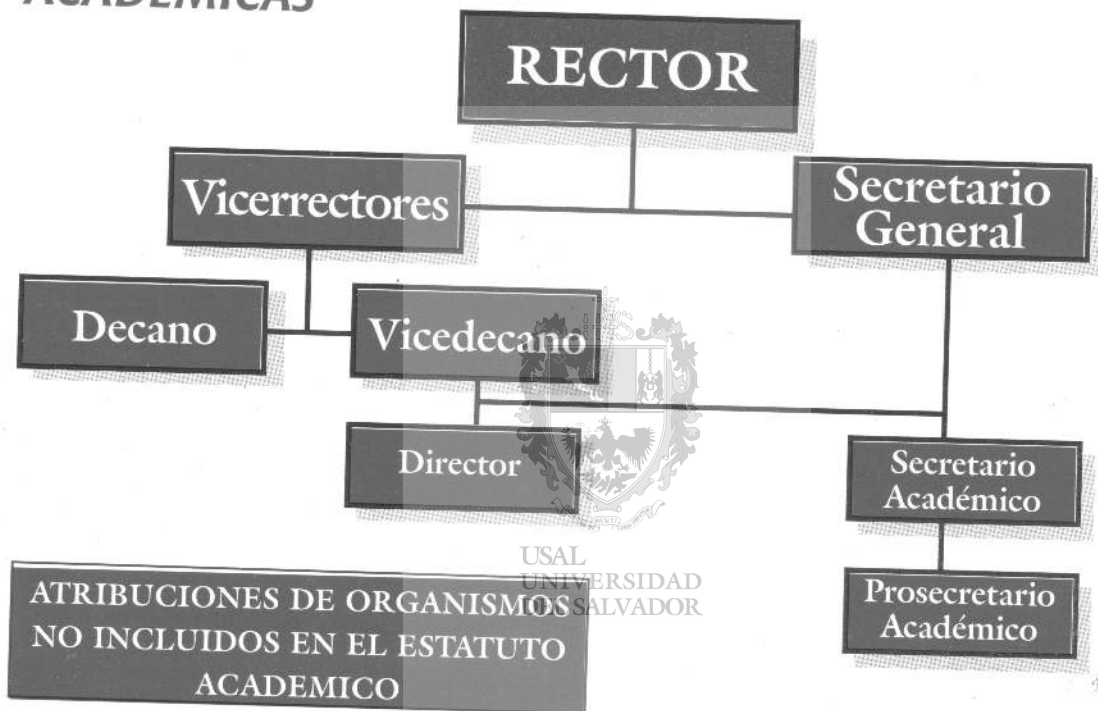 ACADEMICAS
RECTOR
Vicerrectores
Secretario
General
Decano
Vicedecano
Director
Secretario
Académico
Prosecretario
Académico
USAL
UNIVERSIDAD
DEL SALVADOR
ATRIBUCIONES DE ORGANISMOS
NO INCLUIDOS EN EL ESTATUTO
ACADEMICO